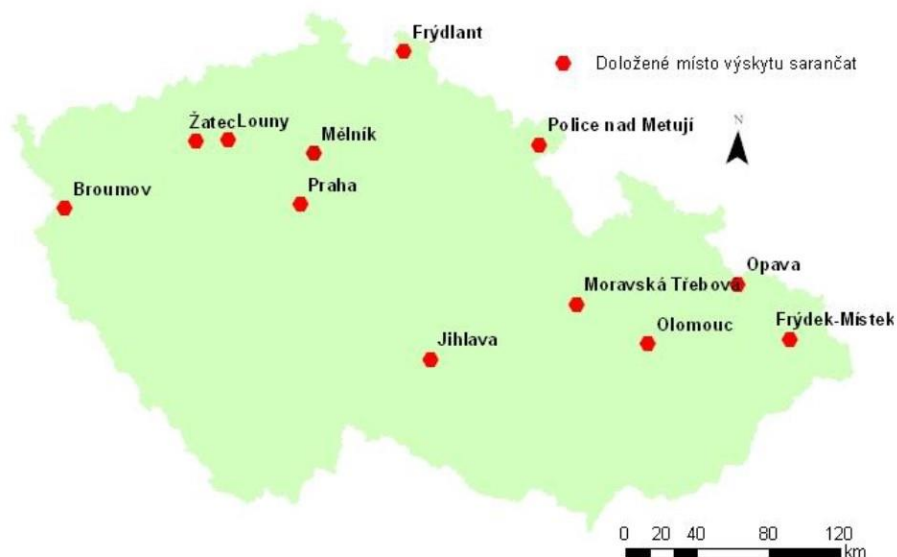 Frýdlant
Doložené místo výskytu sarančat
Žatec Louny
Mělník
Police nad Metují
N
Broumov
Praha
Opava
Moravská Třebová
Olomouc
Frýdek-Místek
Jihlava
0 20 40 80 120
km